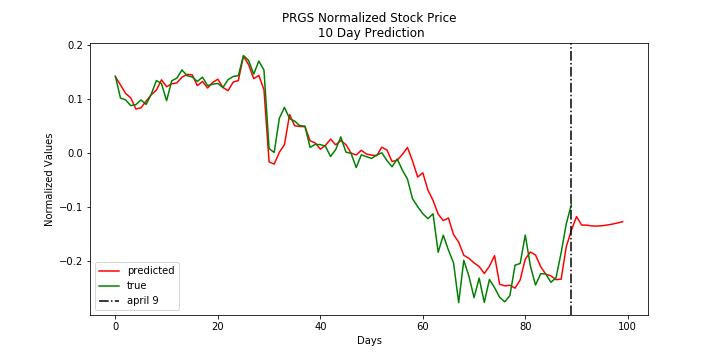 PRGS Normalized Stock Price
10 Day Prediction
Normalized Values
0.2
0.1
0.0
−0.1
−0.2
predicted
true
april 9
0
20
40
60
80
100
Days